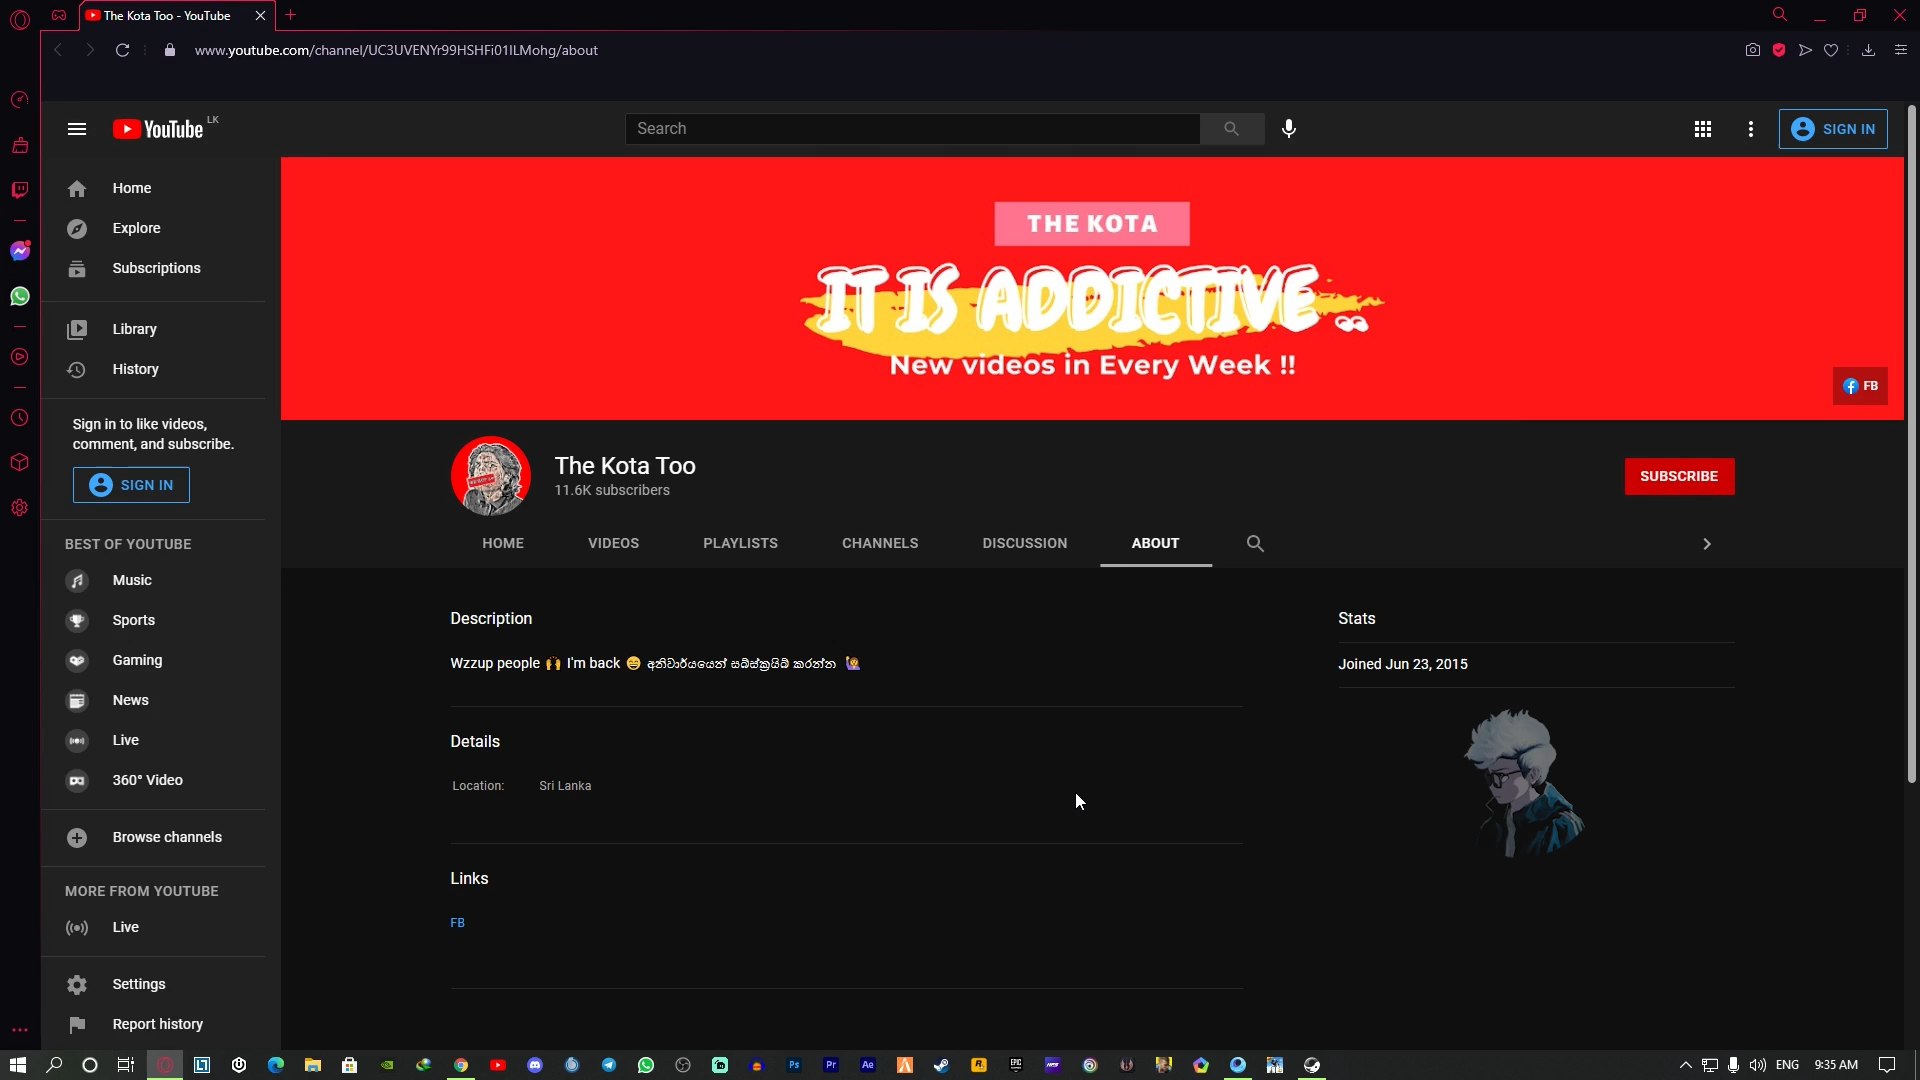 The Kota Too - YouTube
www.youtube.com/channel/UC3UVENYr99HSHFi01ILMohg/about
YouTube LK
Search
SIGN IN
Home
Explore
Subscriptions
Library
History
Sign in to like videos,
comment, and subscribe.
SIGN IN
BEST OF YOUTUBE
Music
Sports
Gaming
News
Live
360° Video
Browse channels
MORE FROM YOUTUBE
Live
Settings
Report history
THE KOTA
IT IS ADDICTIVE
New videos in Every Week !!
FB
The Kota Too
11.6K subscribers
SUBSCRIBE
HOME VIDEOS PLAYLISTS CHANNELS DISCUSSION ABOUT
Description
Wzzup people 🙌 I'm back 😄 අනිවාර්යයෙන් සබ්ස්ක්‍රයිබ් කරන්න 🙋
Details
Location: Sri Lanka
Links
FB
Stats
Joined Jun 23, 2015
Ps Pr Ae
ENG 9:35 AM